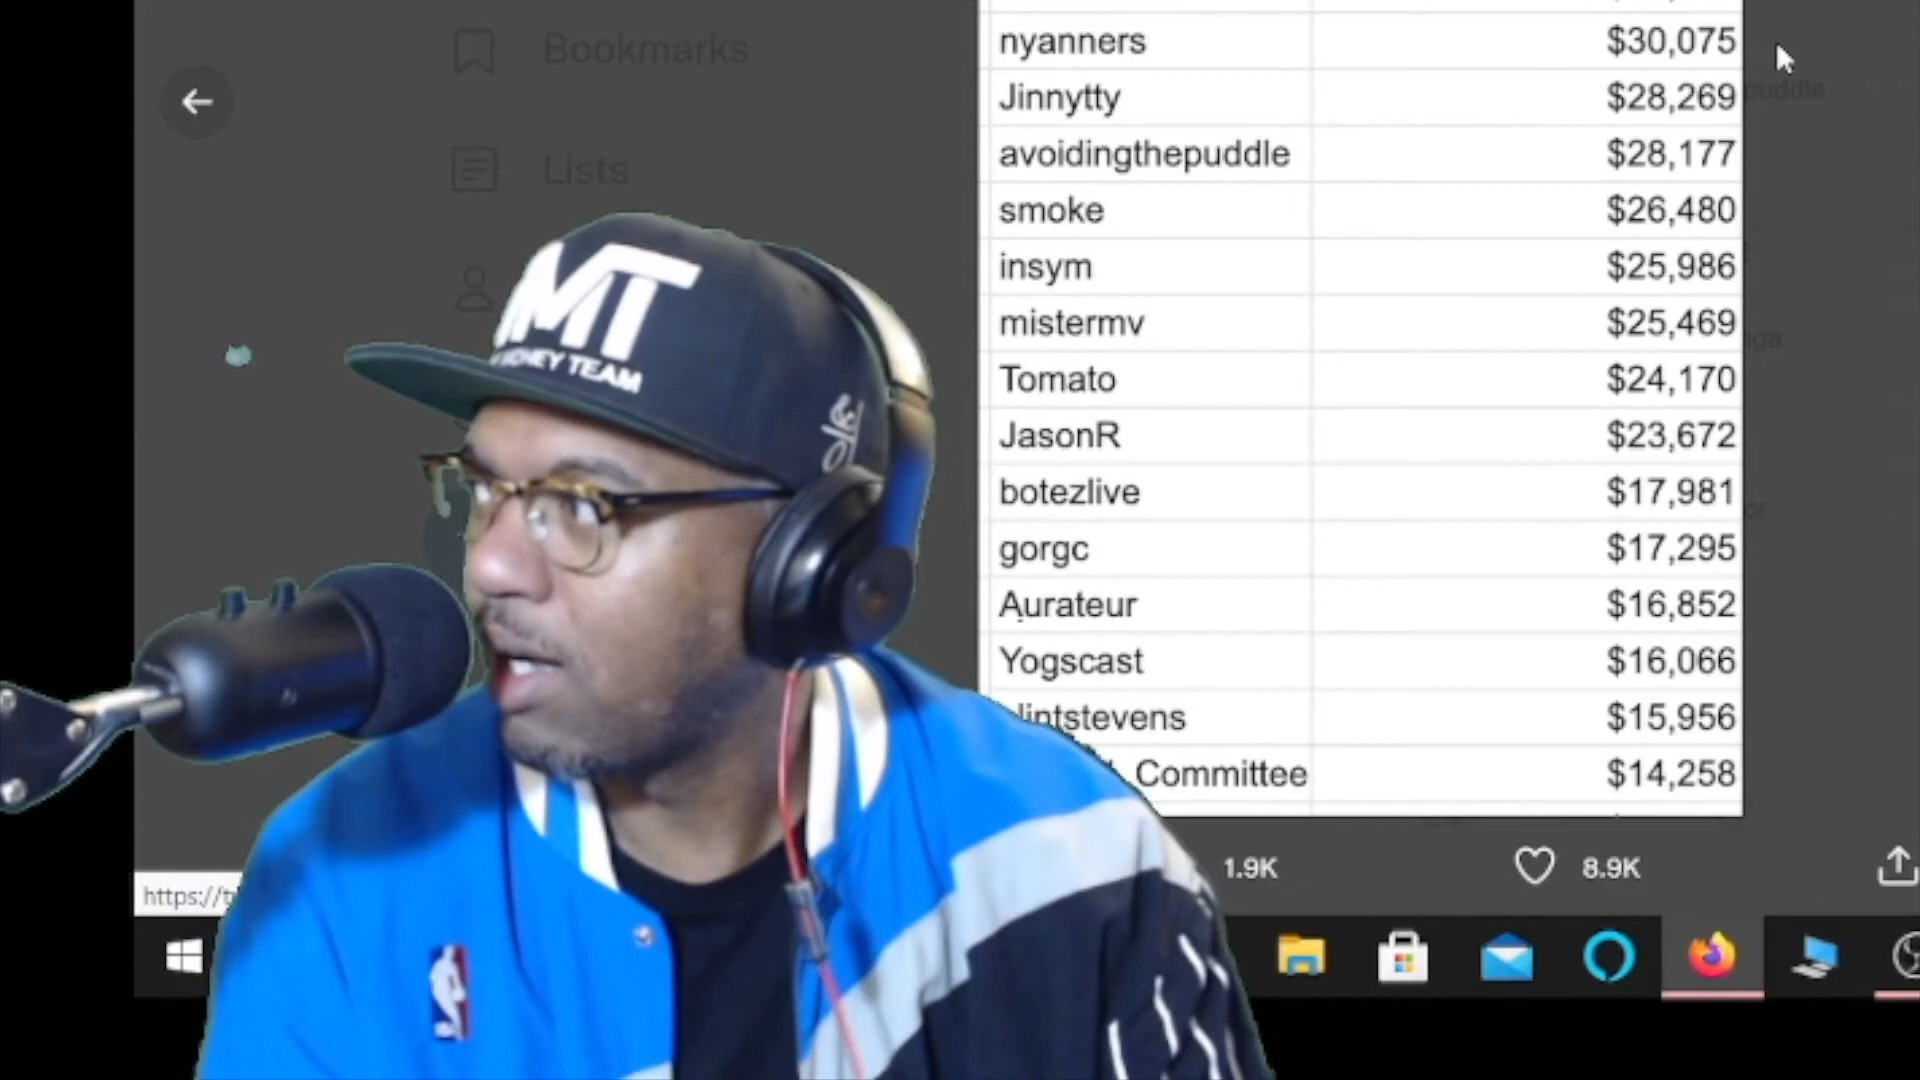 Bookmarks
Lists
nyanners $30,075
Jinnytty $28,269
avoidingthepuddle $28,177
smoke $26,480
insym $25,986
mistermv $25,469
Tomato $24,170
JasonR $23,672
botezlive $17,981
gorgc $17,295
Aurateur $16,852
Yogscast $16,066
lintstevens $15,956
Committee $14,258
MT
MONEY TEAM
1.9K
8.9K
https://t